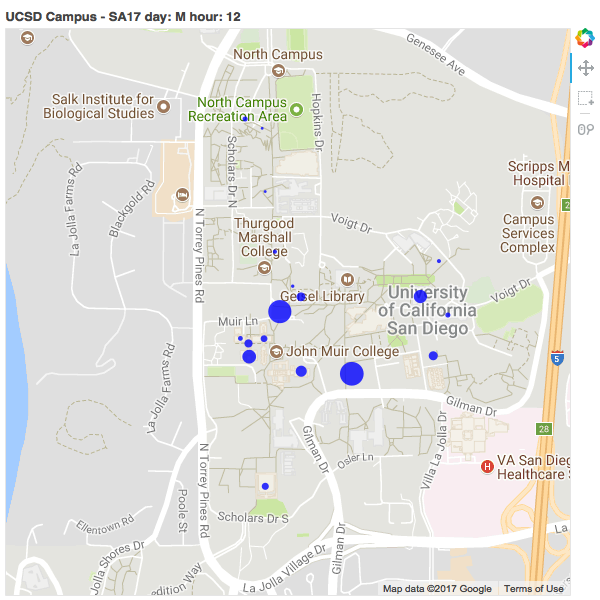 UCSD Campus - SA17 day: M hour: 12
Genesee Ave
North Campus
Salk Institute for
Biological Studies
North Campus
Recreation Area
Hopkins Dr
Scholars Dr N
Scripps M
Hospital
2
La Jolla Farms Rd
Blackgold Rd
N Torrey Pines Rd
Thurgood
Marshall
College
Voigt Dr
Campus
Services
Complex
Geisel Library
University
of California
San Diego
Voigt Dr
Muir Ln
John Muir College
5
La Jolla Farms Rd
Gilman Dr
28
Gilman Dr
Villa La Jolla Dr
Osler Ln
VA San Dieg
Healthcare S
H
N Torrey Pines Rd
Poole St
Ellentown Rd
Scholars Dr S
La Jolla Shores Dr
Gilman Dr
La
La Jolla Village Dr
edition Way
Map data ©2017 Google
Terms of Use